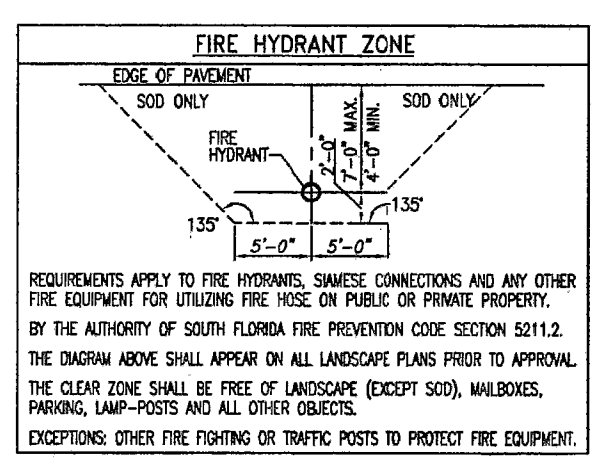 FIRE HYDRANT ZONE
EDGE OF PAVEMENT
SOD ONLY
SOD ONLY
FIRE
HYDRANT
2'-0"
7'-0" MAX.
4'-0" MIN.
135°
135°
5'-0"
5'-0"
REQUIREMENTS APPLY TO FIRE HYDRANTS, SIAMESE CONNECTIONS AND ANY OTHER
FIRE EQUIPMENT FOR UTILIZING FIRE HOSE ON PUBLIC OR PRIVATE PROPERTY.
BY THE AUTHORITY OF SOUTH FLORIDA FIRE PREVENTION CODE SECTION 5211.2.
THE DIAGRAM ABOVE SHALL APPEAR ON ALL LANDSCAPE PLANS PRIOR TO APPROVAL.
THE CLEAR ZONE SHALL BE FREE OF LANDSCAPE (EXCEPT SOD), MAILBOXES,
PARKING, LAMP-POSTS AND ALL OTHER OBJECTS.
EXCEPTIONS: OTHER FIRE FIGHTING OR TRAFFIC POSTS TO PROTECT FIRE EQUIPMENT.